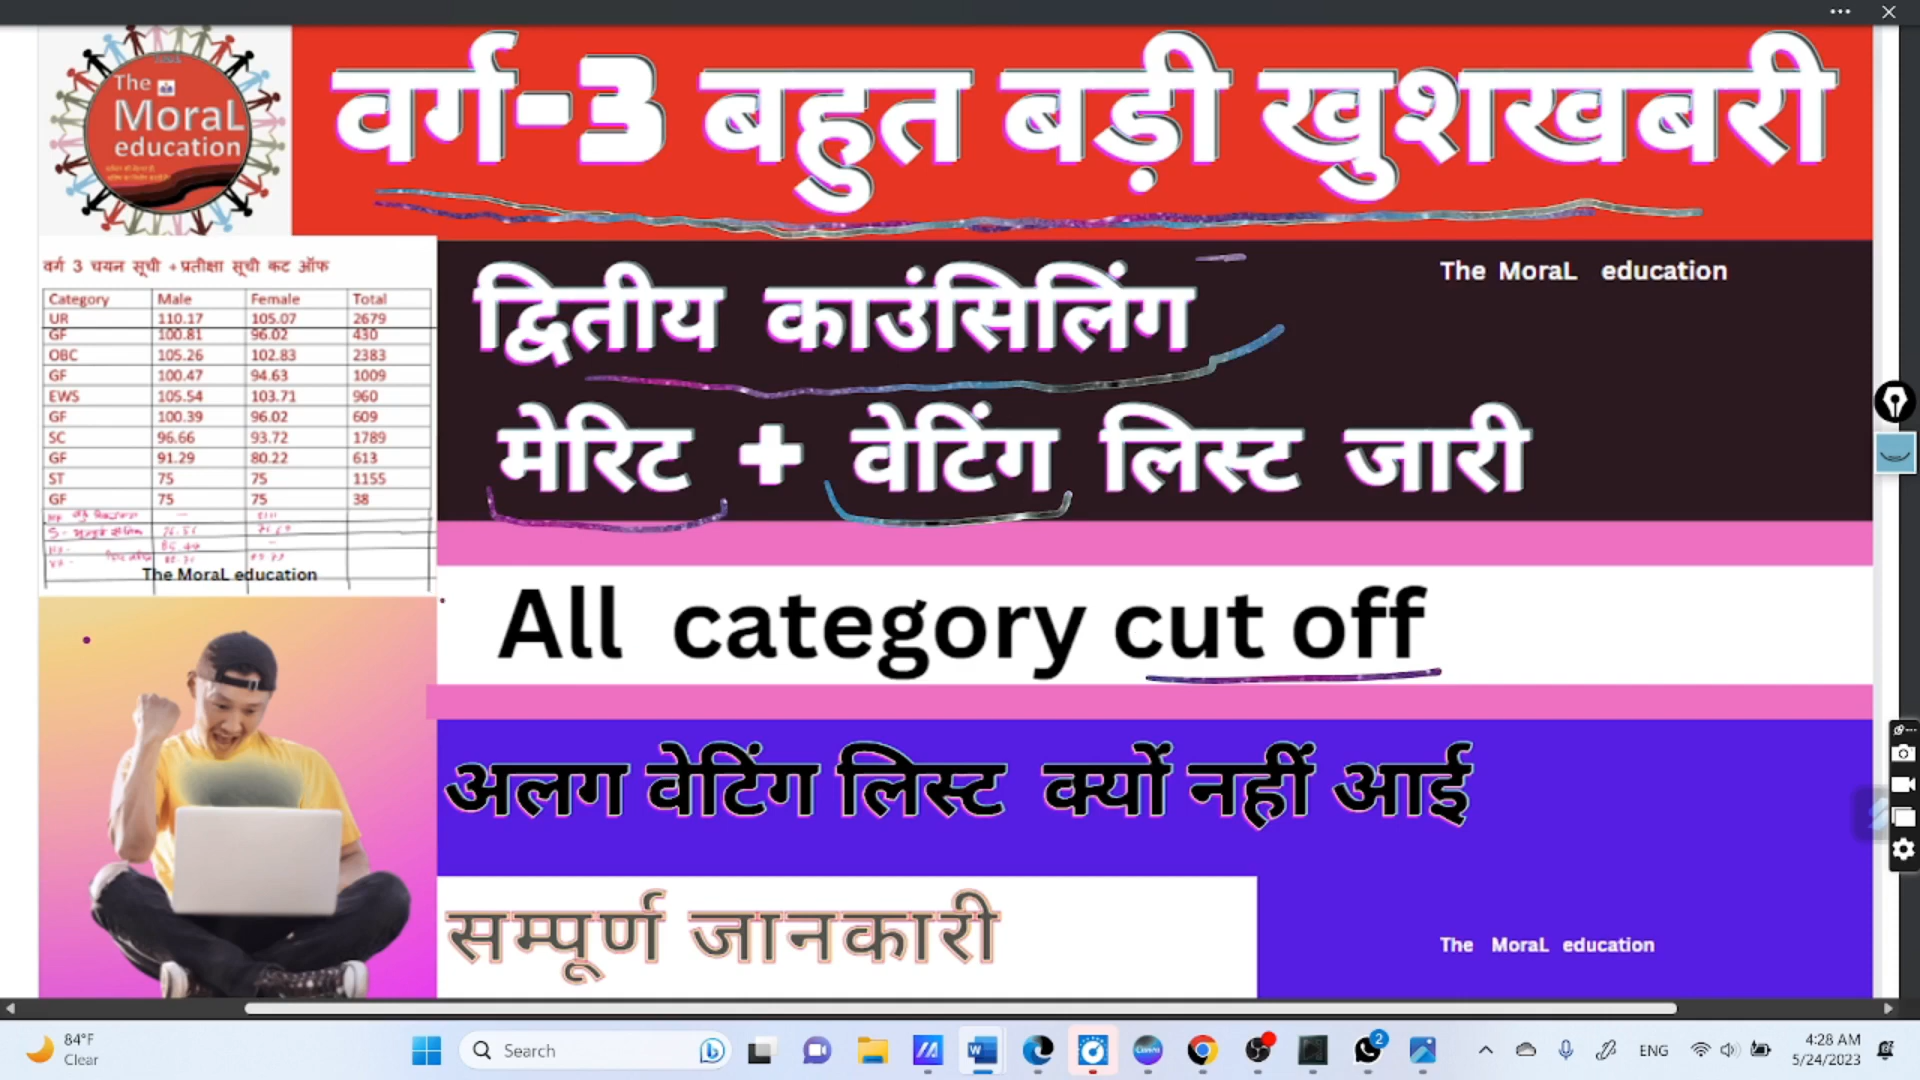 The
MoraL
education
वर्ग-3 बहुत बड़ी खुशखबरी
वर्ग 3 चयन सूची +प्रतीक्षा सूची कट ऑफ
Category Male Female Total
UR 110.17 105.07 2679
GF 100.81 96.02 430
OBC 105.26 102.83 2383
GF 100.47 94.63 1009
EWS 105.54 103.71 960
GF 100.39 96.02 609
SC 96.66 93.72 1789
GF 91.29 80.22 613
ST 75 75 1155
GF 75 75 38
The MoraL education
द्वितीय काउंसिलिंग
The MoraL education
मेरिट + वेटिंग लिस्ट जारी
All category cut off
अलग वेटिंग लिस्ट क्यों नहीं आई
सम्पूर्ण जानकारी
The MoraL education
84°F
Clear
Search
2
ENG
4:28 AM
5/24/2023